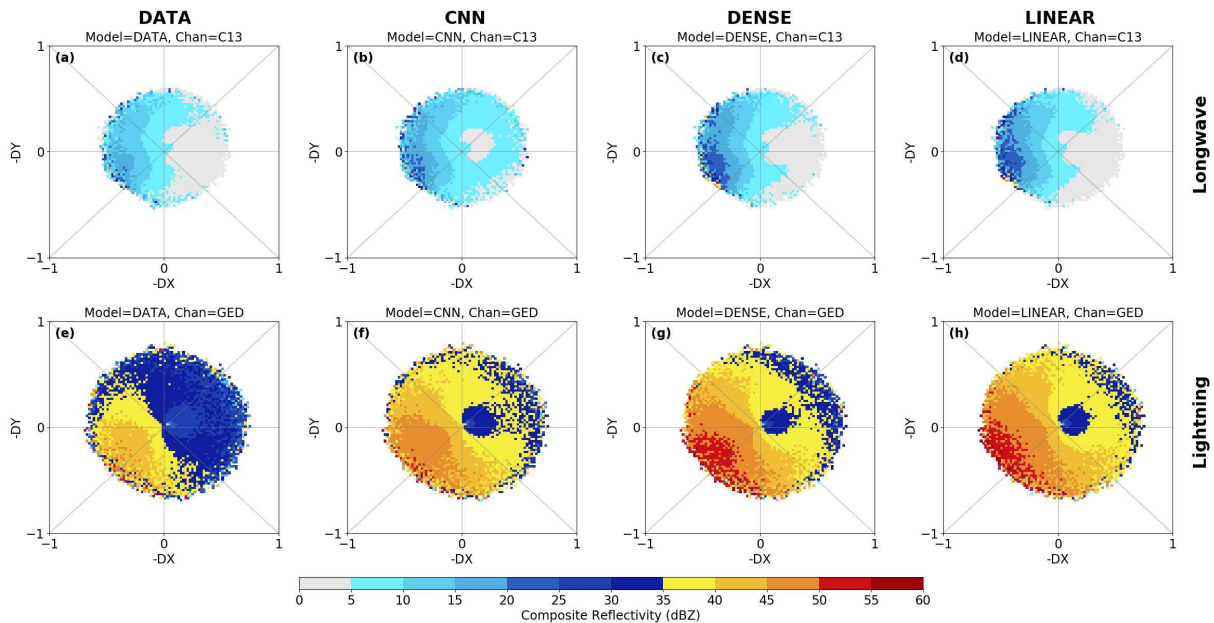 DATA CNN DENSE LINEAR
Model=DATA, Chan=C13 Model=CNN, Chan=C13 Model=DENSE, Chan=C13 Model=LINEAR, Chan=C13
1 1 1 1
(a) (b) (c) (d)
-DY 0 -DY 0 -DY 0 -DY 0 Longwave
−1 −1 −1 −1
−1 0 1 −1 0 1 −1 0 1 −1 0 1
-DX -DX -DX -DX
Model=DATA, Chan=GED Model=CNN, Chan=GED Model=DENSE, Chan=GED Model=LINEAR, Chan=GED
1 1 1 1
(e) (f) (g) (h)
-DY 0 -DY 0 -DY 0 -DY 0 Lightning
−1 −1 −1 −1
−1 0 1 −1 0 1 −1 0 1 −1 0 1
-DX -DX -DX -DX
0 5 10 15 20 25 30 35 40 45 50 55 60
Composite Reflectivity (dBZ)